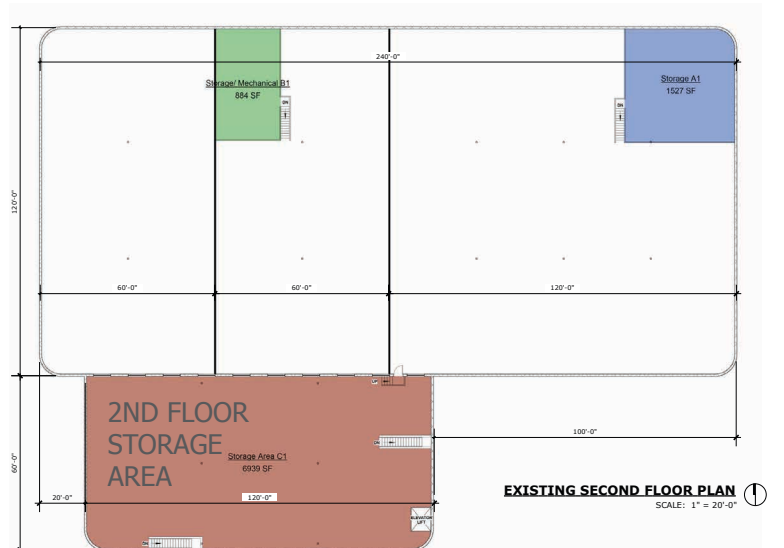 240'-0"
Storage/ Mechanical B1
884 SF
DN
Storage A1
1527 SF
DN
120'-0"
60'-0"
60'-0"
120'-0"
UP
2ND FLOOR
STORAGE
AREA
Storage Area C1
6939 SF
DN
100'-0"
60'-0"
20'-0"
120'-0"
ELEVATOR
LIFT
DN
EXISTING SECOND FLOOR PLAN
SCALE: 1" = 20'-0"